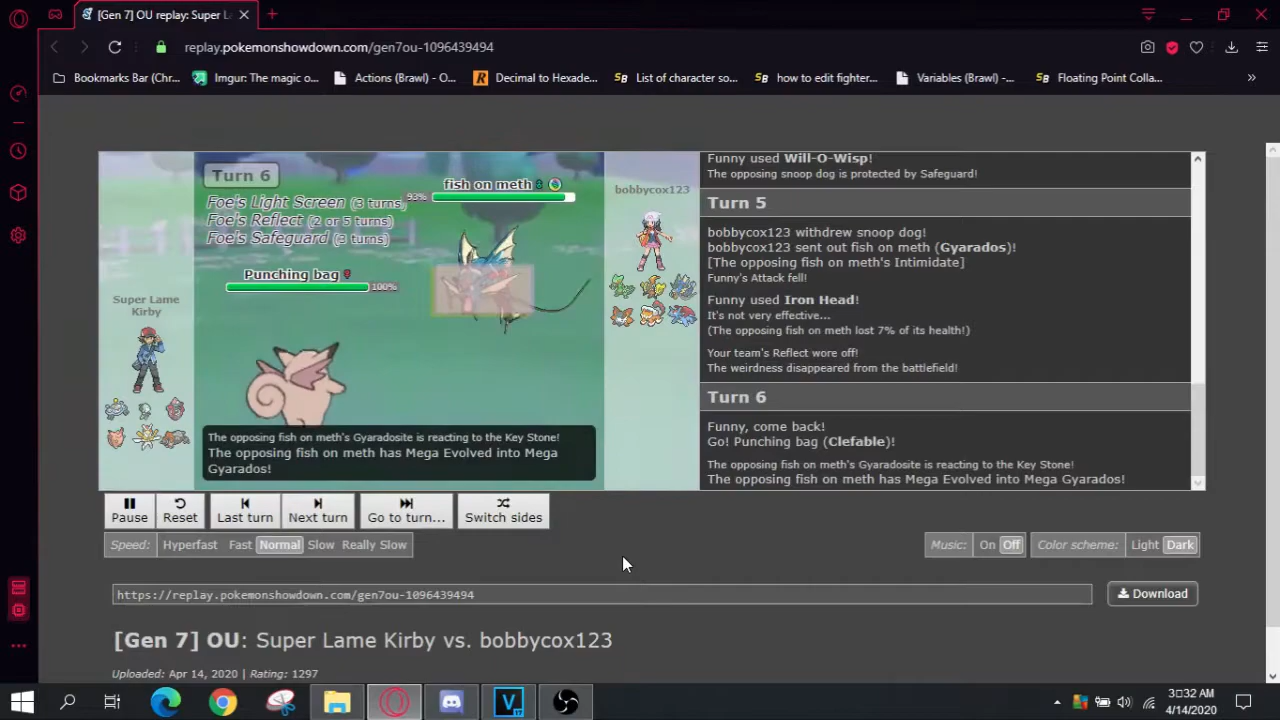 [Gen 7] OU replay: Super L
replay.pokemonshowdown.com/gen7ou-1096439494
Bookmarks Bar (Chr...
Imgur: The magic o...
Actions (Brawl) - O...
Decimal to Hexade...
List of character so...
how to edit fighter...
Variables (Brawl) -...
Floating Point Colla...
Turn 6
Foe's Light Screen (3 turns)
Foe's Reflect (2 or 5 turns)
Foe's Safeguard (3 turns)
fish on meth
93%
Punching bag
100%
Super Lame
Kirby
bobbycox123
The opposing fish on meth's Gyaradosite is reacting to the Key Stone!
The opposing fish on meth has Mega Evolved into Mega
Gyarados!
Funny used Will-O-Wisp!
The opposing snoop dog is protected by Safeguard!
Turn 5
bobbycox123 withdrew snoop dog!
bobbycox123 sent out fish on meth (Gyarados)!
[The opposing fish on meth's Intimidate]
Funny's Attack fell!
Funny used Iron Head!
It's not very effective...
(The opposing fish on meth lost 7% of its health!)
Your team's Reflect wore off!
The weirdness disappeared from the battlefield!
Turn 6
Funny, come back!
Go! Punching bag (Clefable)!
The opposing fish on meth's Gyaradosite is reacting to the Key Stone!
The opposing fish on meth has Mega Evolved into Mega Gyarados!
Pause
Reset
Last turn
Next turn
Go to turn...
Switch sides
Speed: Hyperfast Fast Normal Slow Really Slow
Music: On Off
Color scheme: Light Dark
https://replay.pokemonshowdown.com/gen7ou-1096439494
Download
[Gen 7] OU: Super Lame Kirby vs. bobbycox123
Uploaded: Apr 14, 2020 | Rating: 1297
3:32 AM
4/14/2020